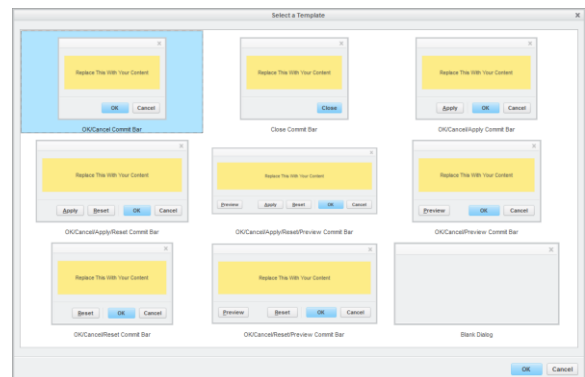 Select a Template
Replace This With Your Content
OK Cancel
OK/Cancel Commit Bar
Replace This With Your Content
Close
Close Commit Bar
Replace This With Your Content
Apply OK Cancel
OK/Cancel/Apply Commit Bar
Replace This With Your Content
Apply Reset OK Cancel
OK/Cancel/Apply/Reset Commit Bar
Replace This With Your Content
Preview Apply Reset OK Cancel
OK/Cancel/Apply/Reset/Preview Commit Bar
Replace This With Your Content
Preview OK Cancel
OK/Cancel/Preview Commit Bar
Replace This With Your Content
Reset OK Cancel
OK/Cancel/Reset Commit Bar
Replace This With Your Content
Preview Reset OK Cancel
OK/Cancel/Reset/Preview Commit Bar
Blank Dialog
OK Cancel